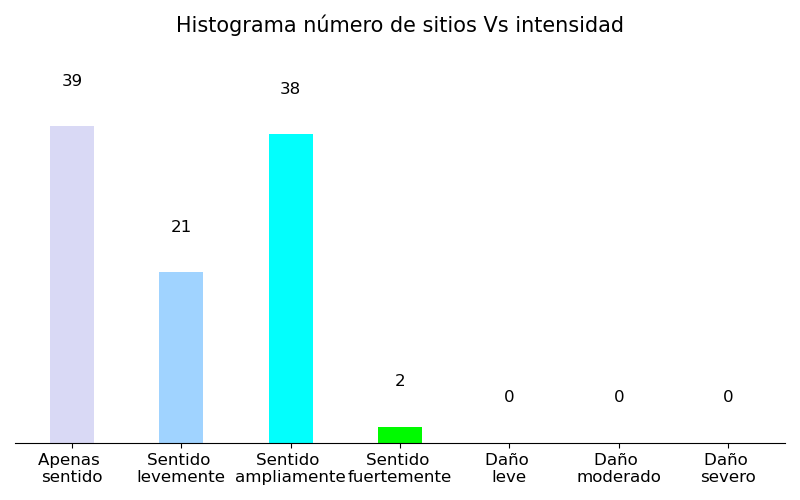 Histograma número de sitios Vs intensidad
39
21
38
2
0
0
0
Apenas
sentido
Sentido
levemente
Sentido
ampliamente
Sentido
fuertemente
Daño
leve
Daño
moderado
Daño
severo